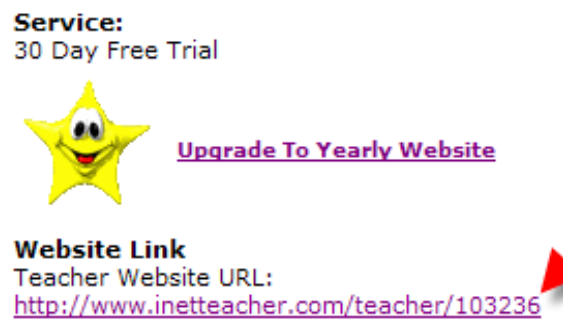 Service:
30 Day Free Trial
Upgrade To Yearly Website
Website Link
Teacher Website URL:
http://www.inetteacher.com/teacher/103236